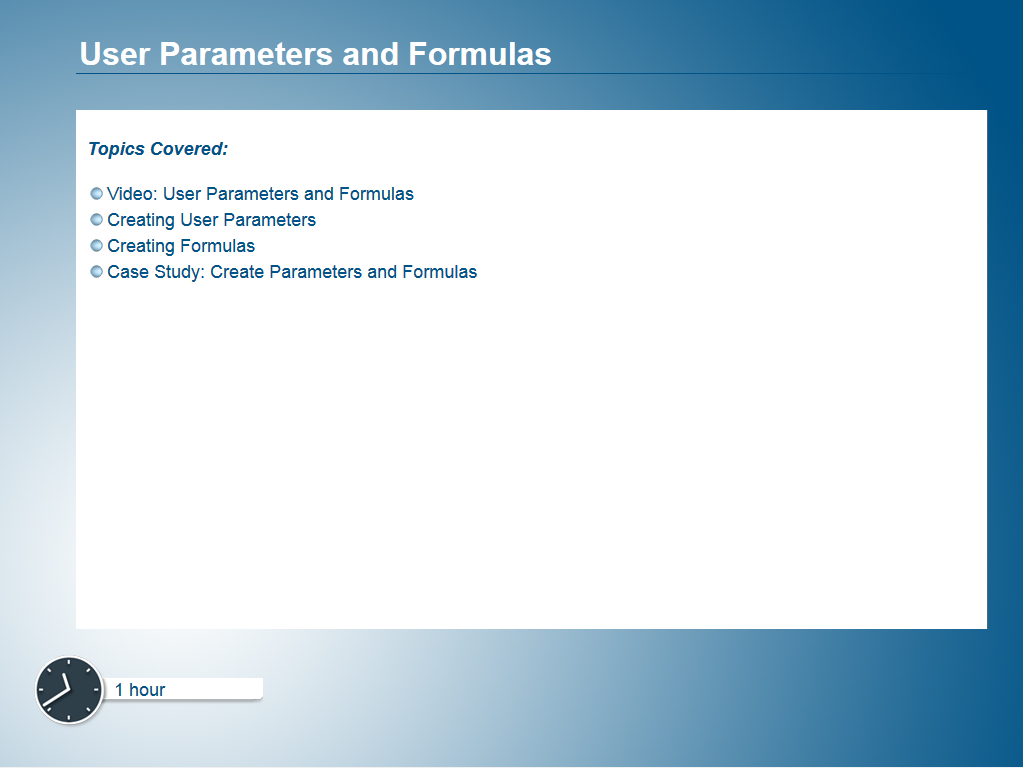 User Parameters and Formulas
Topics Covered:
Video: User Parameters and Formulas
Creating User Parameters
Creating Formulas
Case Study: Create Parameters and Formulas
1 hour